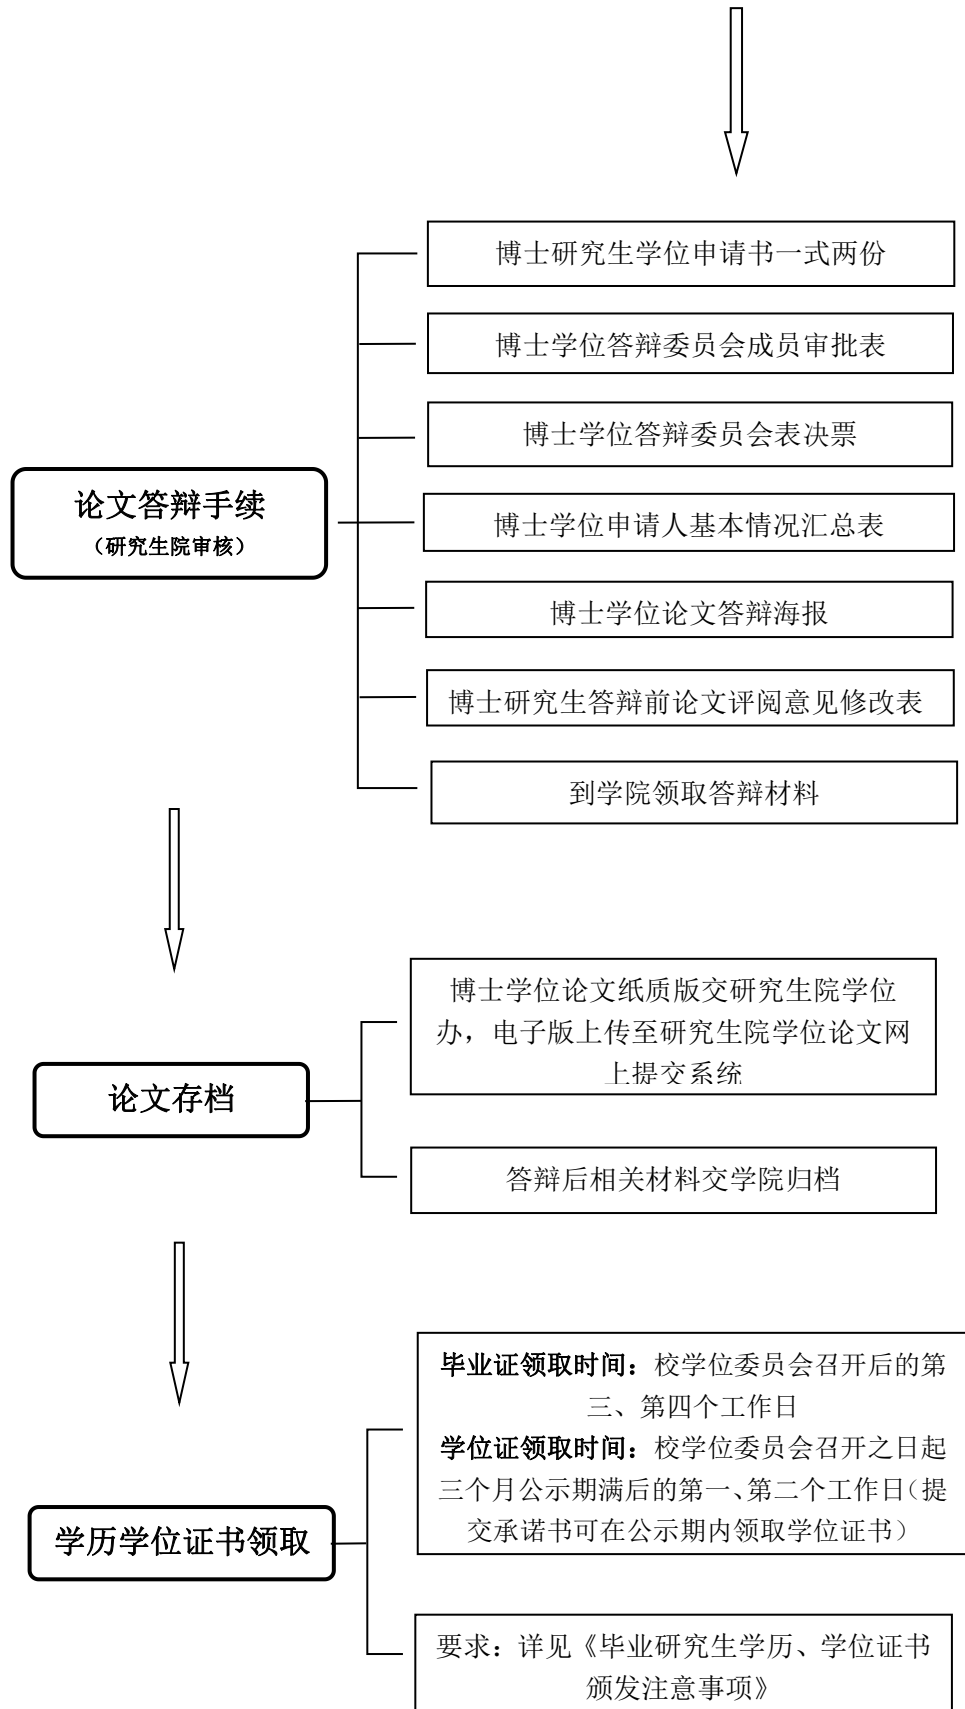 博士研究生学位申请书一式两份
博士学位答辩委员会成员审批表
博士学位答辩委员会表决票
论文答辩手续
（研究生院审核）
博士学位申请人基本情况汇总表
博士学位论文答辩海报
博士研究生答辩前论文评阅意见修改表
到学院领取答辩材料
博士学位论文纸质版交研究生院学位
办，电子版上传至研究生院学位论文网
上提交系统
论文存档
答辩后相关材料交学院归档
毕业证领取时间：校学位委员会召开后的第
三、第四个工作日
学位证领取时间：校学位委员会召开之日起
三个月公示期满后的第一、第二个工作日（提
交承诺书可在公示期内领取学位证书）
学历学位证书领取
要求：详见《毕业研究生学历、学位证书
颁发注意事项》